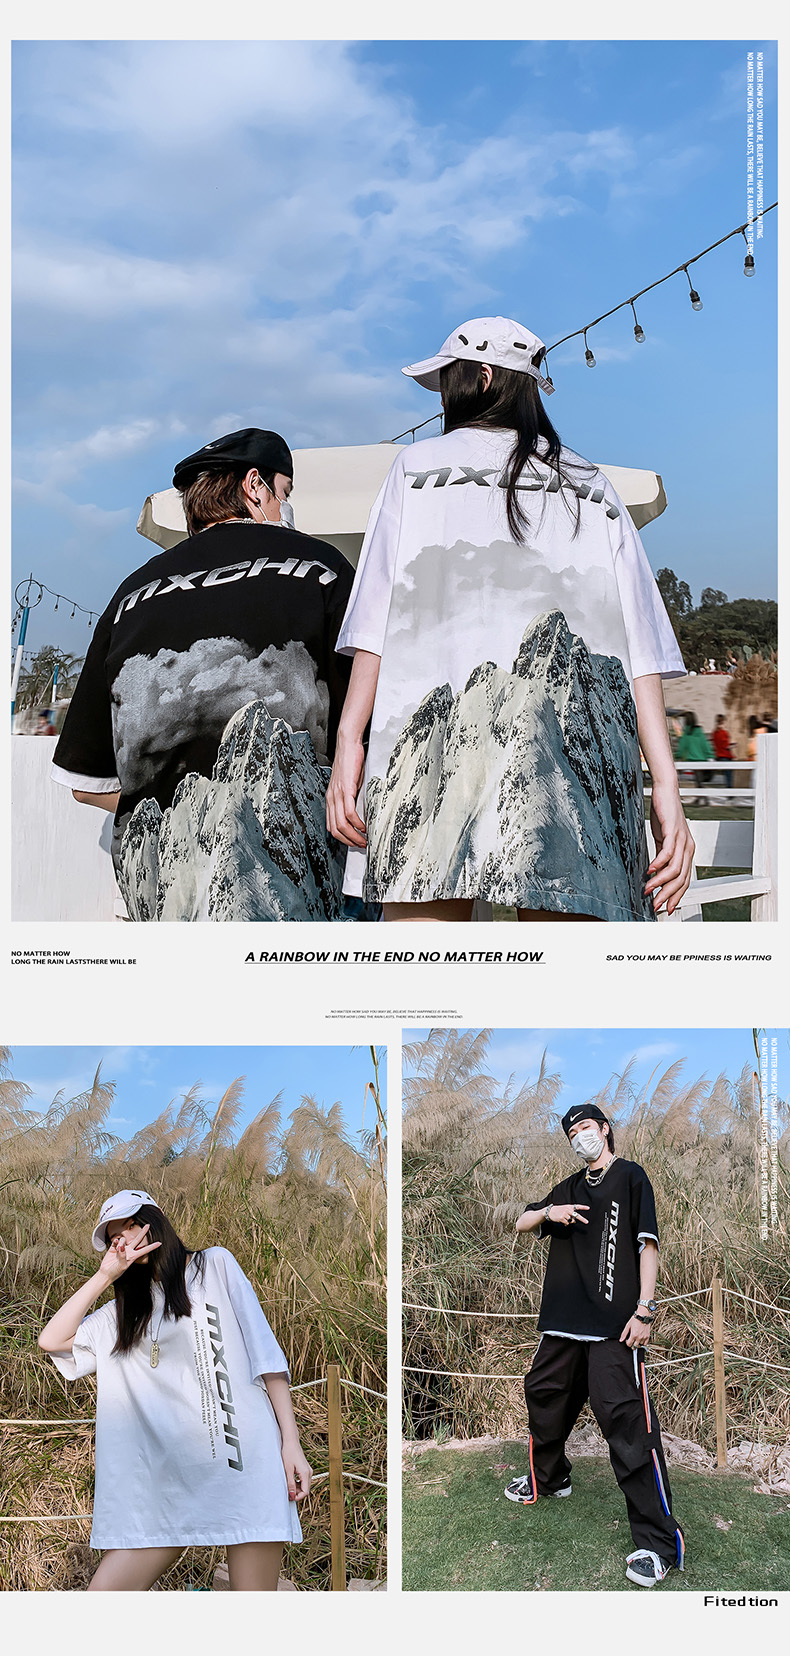 NO MATTER HOW SAD YOU MAY BE, BELIEVE THAT HAPPINESS IS WAITING.
NO MATTER HOW LONG THE RAIN LASTS, THERE WILL BE A RAINBOW IN THE END.
MXCHN
MXCHN
NO MATTER HOW
LONG THE RAIN LASTSTHERE WILL BE
A RAINBOW IN THE END NO MATTER HOW
SAD YOU MAY BE PPINESS IS WAITING
NO MATTER HOW SAD YOU MAY BE, BELIEVE THAT HAPPINESS IS WAITING,
NO MATTER HOW LONG THE RAIN LASTS, THERE WILL BE A RAINBOW IN THE END.
NO MATTER HOW SAD YOU MAY BE, BELIEVE THAT HAPPINESS IS WAITING.
NO MATTER HOW LONG THE RAIN LASTS, THERE WILL BE A RAINBOW IN THE END.
MXCHN
MXCHN
Fitedtion